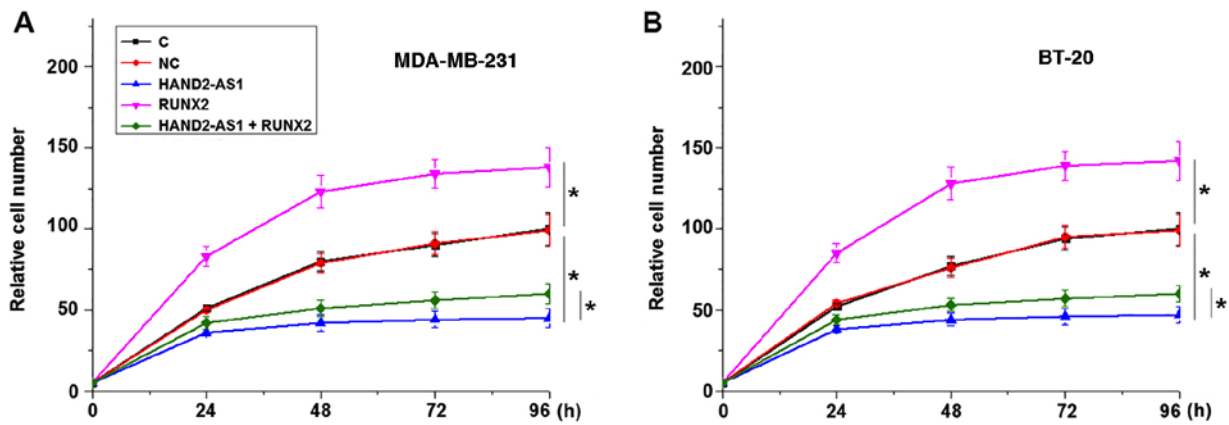 A
C
NC
HAND2-AS1
RUNX2
HAND2-AS1 + RUNX2
MDA-MB-231
Relative cell number
200
150
100
50
0
*
*
*
0 24 48 72 96 (h)
B
BT-20
Relative cell number
200
150
100
50
0
*
*
*
0 24 48 72 96 (h)